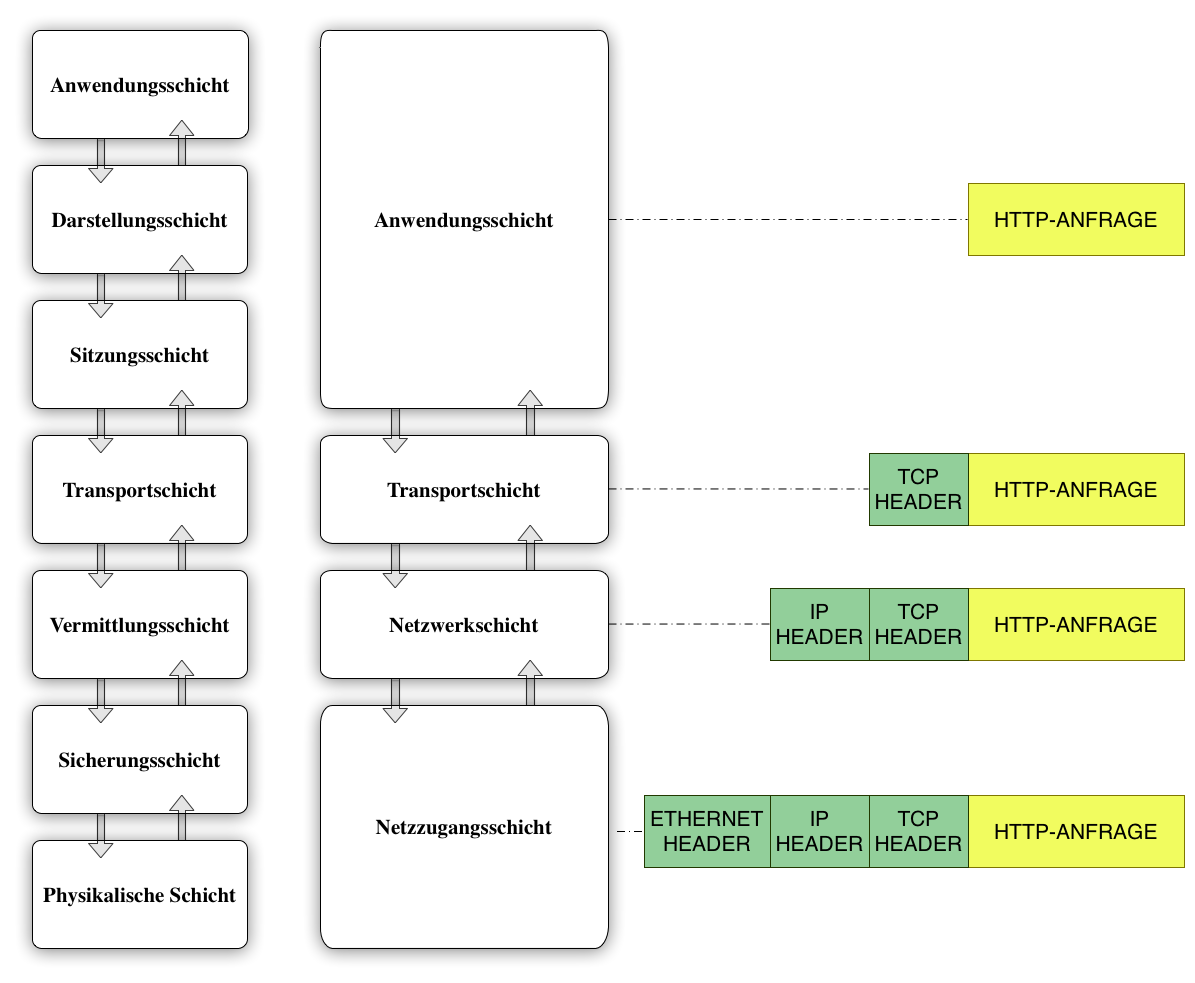 Anwendungsschicht
Darstellungsschicht
Sitzungsschicht
Transportschicht
Vermittlungsschicht
Sicherungsschicht
Physikalische Schicht
Anwendungsschicht
Transportschicht
Netzwerkschicht
Netzzugangsschicht
HTTP-ANFRAGE
TCP
HEADER
HTTP-ANFRAGE
IP
HEADER
TCP
HEADER
HTTP-ANFRAGE
ETHERNET
HEADER
IP
HEADER
TCP
HEADER
HTTP-ANFRAGE